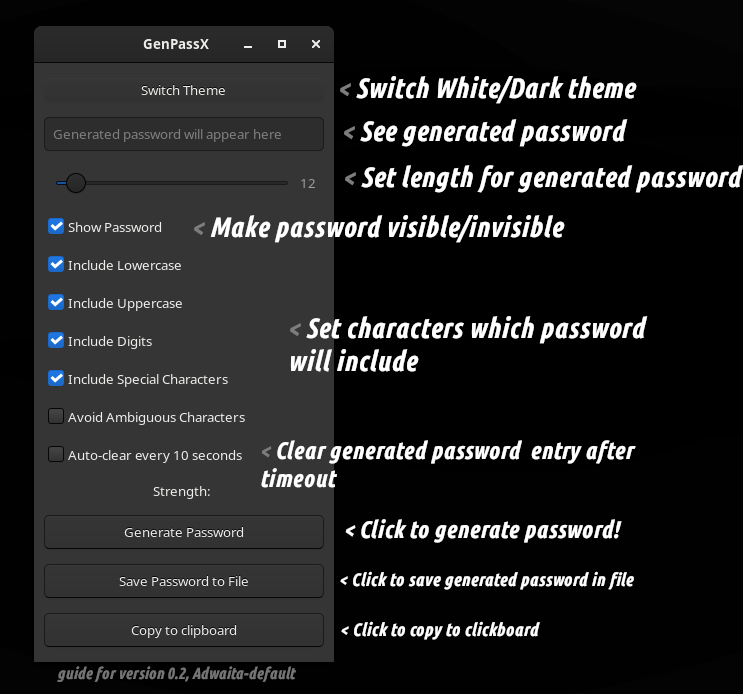 GenPassX
Switch Theme
< Switch White/Dark theme
Generated password will appear here
< See generated password
12
< Set length for generated password
Show Password
< Make password visible/invisible
Include Lowercase
Include Uppercase
Include Digits
< Set characters which password
will include
Include Special Characters
Avoid Ambiguous Characters
Auto-clear every 10 seconds
< Clear generated password entry after
timeout
Strength:
Generate Password
< Click to generate password!
Save Password to File
< Click to save generated password in file
Copy to clipboard
< Click to copy to clickboard
guide for version 0.2, Adwaita-default